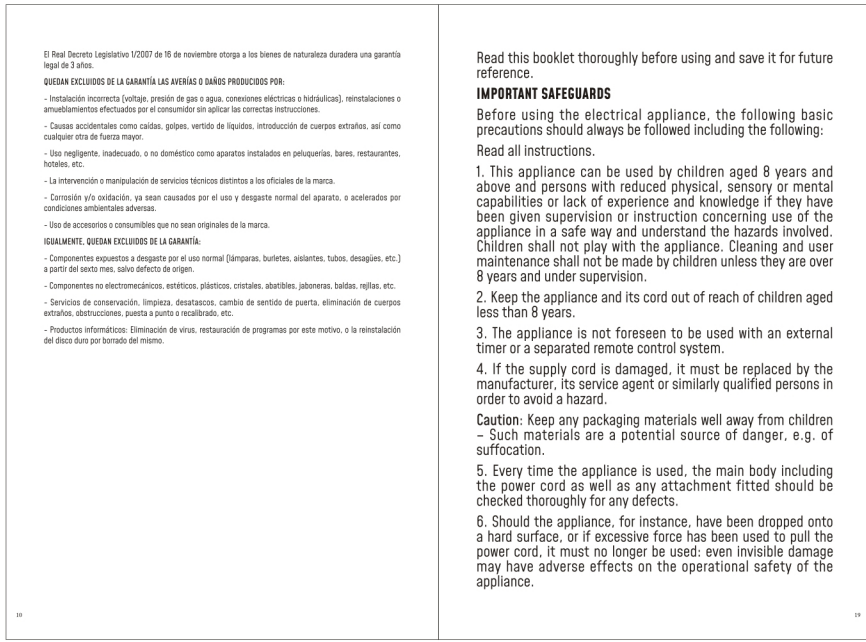 El Real Decreto Legislativo 1/2007 de 16 de noviembre otorga a los bienes de naturaleza duradera una garantía
legal de 3 años.
QUEDAN EXCLUIDOS DE LA GARANTÍA LAS AVERÍAS O DAÑOS PRODUCIDOS POR:
- Instalación incorrecta (voltaje, presión de gas o agua, conexiones eléctricas o hidráulicas), reinstalaciones o
amueblamientos efectuados por el consumidor sin aplicar las correctas instrucciones.
- Causas accidentales como caídas, golpes, vertido de líquidos, introducción de cuerpos extraños, así como
cualquier otra de fuerza mayor.
- Uso negligente, inadecuado, o no doméstico como aparatos instalados en peluquerías, bares, restaurantes,
hoteles, etc.
- La intervención o manipulación de servicios técnicos distintos a los oficiales de la marca.
- Corrosión y/o oxidación, ya sean causados por el uso y desgaste normal del aparato, o acelerados por
condiciones ambientales adversas.
- Uso de accesorios o consumibles que no sean originales de la marca.
IGUALMENTE, QUEDAN EXCLUIDOS DE LA GARANTÍA:
- Componentes expuestos a desgaste por el uso normal (lámparas, burletes, aislantes, tubos, desagües, etc.)
a partir del sexto mes, salvo defecto de origen.
- Componentes no electromecánicos, estéticos, plásticos, cristales, abatibles, jaboneras, baldas, rejllas, etc.
- Servicios de conservación, limpieza, desatascos, cambio de sentido de puerta, eliminación de cuerpos
extraños, obstrucciones, puesta a punto o recalibrado, etc.
- Productos informáticos: Eliminación de virus, restauración de programas por este motivo, o la reinstalación
del disco duro por borrado del mismo.
10
Read this booklet thoroughly before using and save it for future
reference.
IMPORTANT SAFEGUARDS
Before using the electrical appliance, the following basic
precautions should always be followed including the following:
Read all instructions.
1. This appliance can be used by children aged 8 years and
above and persons with reduced physical, sensory or mental
capabilities or lack of experience and knowledge if they have
been given supervision or instruction concerning use of the
appliance in a safe way and understand the hazards involved.
Children shall not play with the appliance. Cleaning and user
maintenance shall not be made by children unless they are over
8 years and under supervision.
2. Keep the appliance and its cord out of reach of children aged
less than 8 years.
3. The appliance is not foreseen to be used with an external
timer or a separated remote control system.
4. If the supply cord is damaged, it must be replaced by the
manufacturer, its service agent or similarly qualified persons in
order to avoid a hazard.
Caution: Keep any packaging materials well away from children
– Such materials are a potential source of danger, e.g. of
suffocation.
5. Every time the appliance is used, the main body including
the power cord as well as any attachment fitted should be
checked thoroughly for any defects.
6. Should the appliance, for instance, have been dropped onto
a hard surface, or if excessive force has been used to pull the
power cord, it must no longer be used: even invisible damage
may have adverse effects on the operational safety of the
appliance.
19